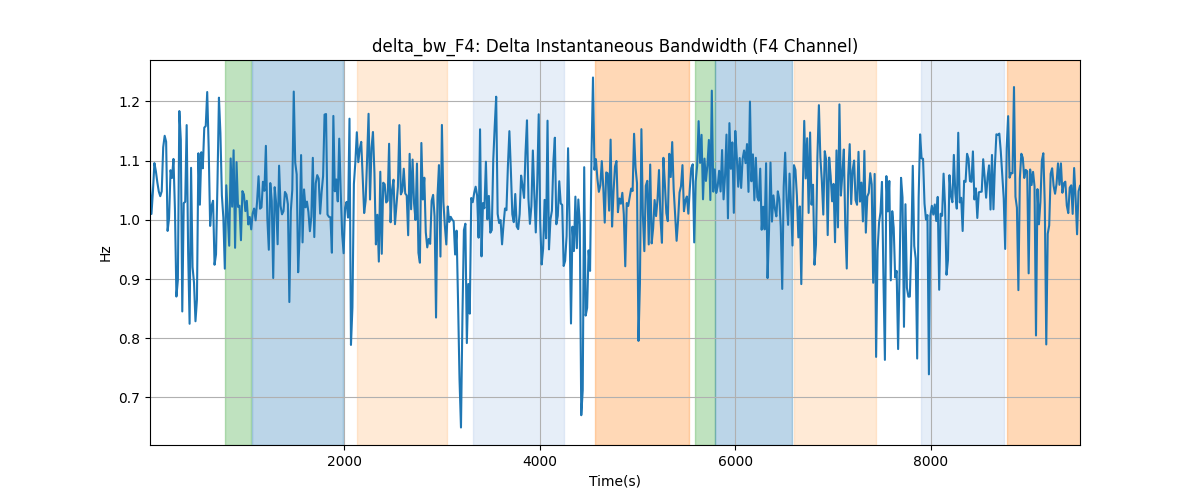 delta_bw_F4: Delta Instantaneous Bandwidth (F4 Channel)
1.2
1.1
1.0
0.9
0.8
0.7
Hz
2000 4000 6000 8000
Time(s)